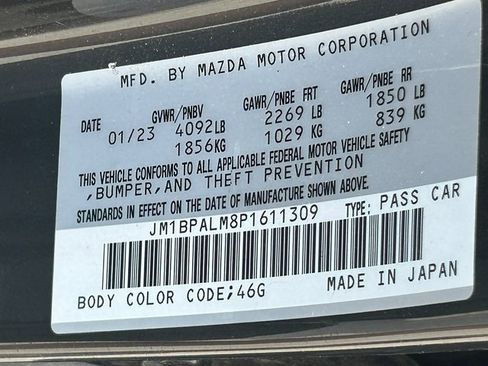 MFD. BY MAZDA MOTOR CORPORATION
DATE GVWR/PNBV GAWR/PNBE FRT GAWR/PNBE RR
01/23 4092LB 2269 LB 1850 LB
1856KG 1029 KG 839 KG
THIS VEHICLE CONFORMS TO ALL APPLICABLE FEDERAL MOTOR VEHICLE SAFETY
,BUMPER,AND THEFT PREVENTION
STANDARDS IN EFFECT ON THE DATE OF MANUFACTURE SHOWN ABOVE.
JM1BPALM8P1611309 TYPE: PASS CAR
BODY COLOR CODE;46G MADE IN JAPAN